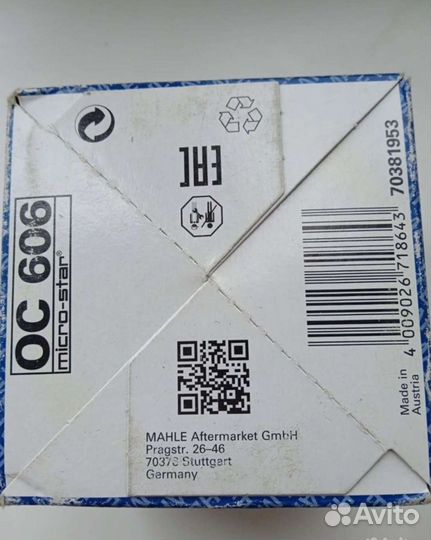 EAC
OC 606
micro-star®
70381953
4 009026 718643
Made in
Austria
MAHLE Aftermarket GmbH
Pragstr. 26–46
70376 Stuttgart
Germany
Avito